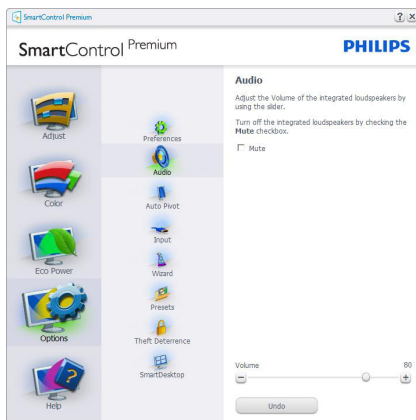 SmartControl Premium
? x
SmartControl Premium
PHILIPS
Adjust
Color
Eco Power
Options
Help
Preferences
Audio
Auto Pivot
Input
Wizard
Presets
Theft Deterrence
SmartDesktop
Audio
Adjust the Volume of the integrated loudspeakers by
using the slider.
Turn off the integrated loudspeakers by checking the
Mute checkbox.
Mute
Volume 80
Undo